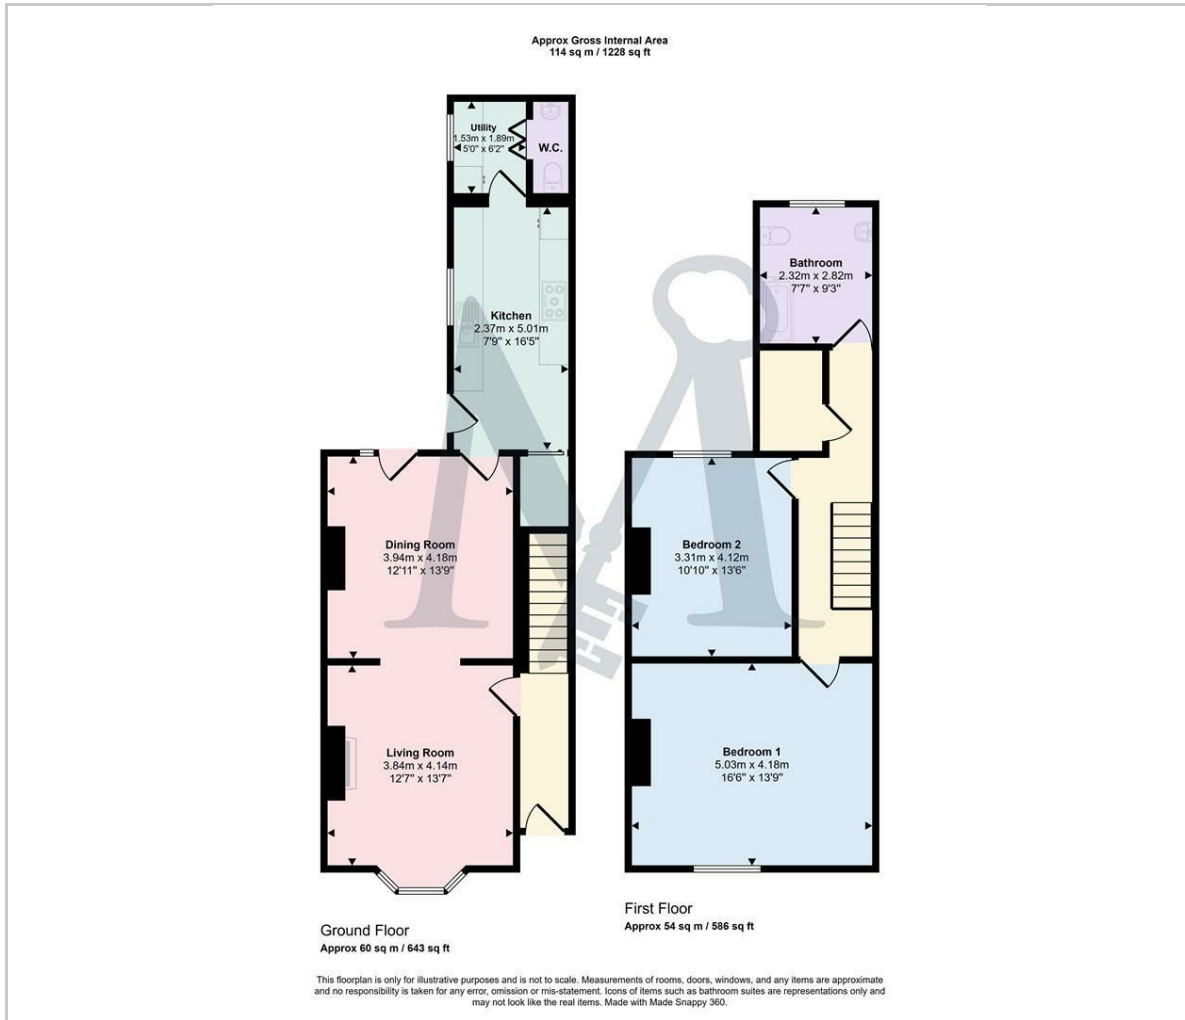 Approx Gross Internal Area
114 sq m / 1228 sq ft
Utility
1.53m x 1.89m
5'0" x 6'2"
W.C.
Kitchen
2.37m x 5.01m
7'9" x 16'5"
Dining Room
3.94m x 4.18m
12'11" x 13'9"
Living Room
3.84m x 4.14m
12'7" x 13'7"
Ground Floor
Approx 60 sq m / 643 sq ft
Bathroom
2.32m x 2.82m
7'7" x 9'3"
Bedroom 2
3.31m x 4.12m
10'10" x 13'6"
Bedroom 1
5.03m x 4.18m
16'6" x 13'9"
First Floor
Approx 54 sq m / 586 sq ft
This floorplan is only for illustrative purposes and is not to scale. Measurements of rooms, doors, windows, and any items are approximate
and no responsibility is taken for any error, omission or mis-statement. Icons of items such as bathroom suites are representations only and
may not look like the real items. Made with Made Snappy 360.